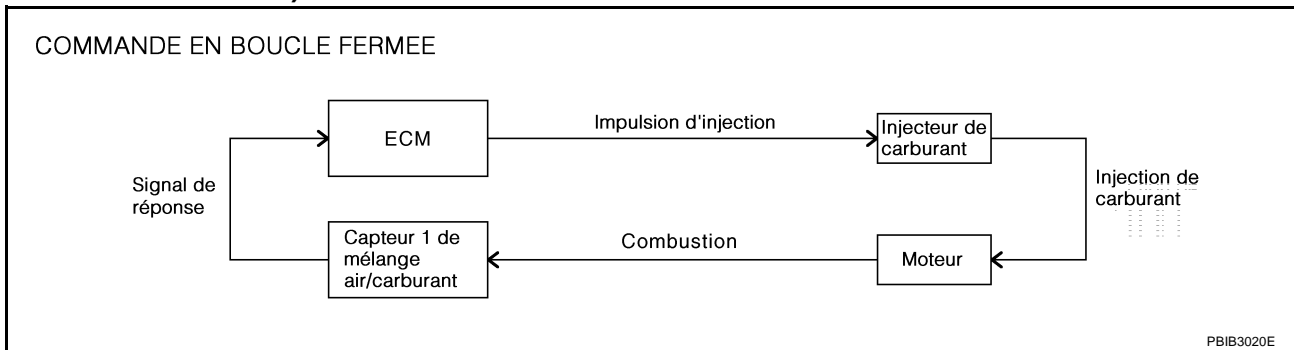 COMMANDE EN BOUCLE FERMEE
ECM
Impulsion d'injection
Injecteur de
carburant
Signal de
réponse
Injection de
carburant
Capteur 1 de
mélange
air/carburant
Combustion
Moteur
PBIB3020E